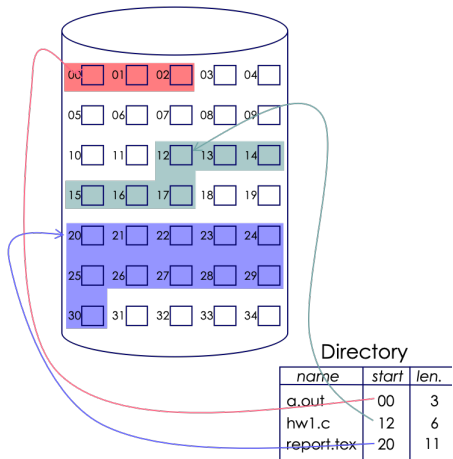 00 01 02 03 04
05 06 07 08 09
10 11 12 13 14
15 16 17 18 19
20 21 22 23 24
25 26 27 28 29
30 31 32 33 34
Directory
name start len.
a.out 00 3
hw1.c 12 6
report.tex 20 11